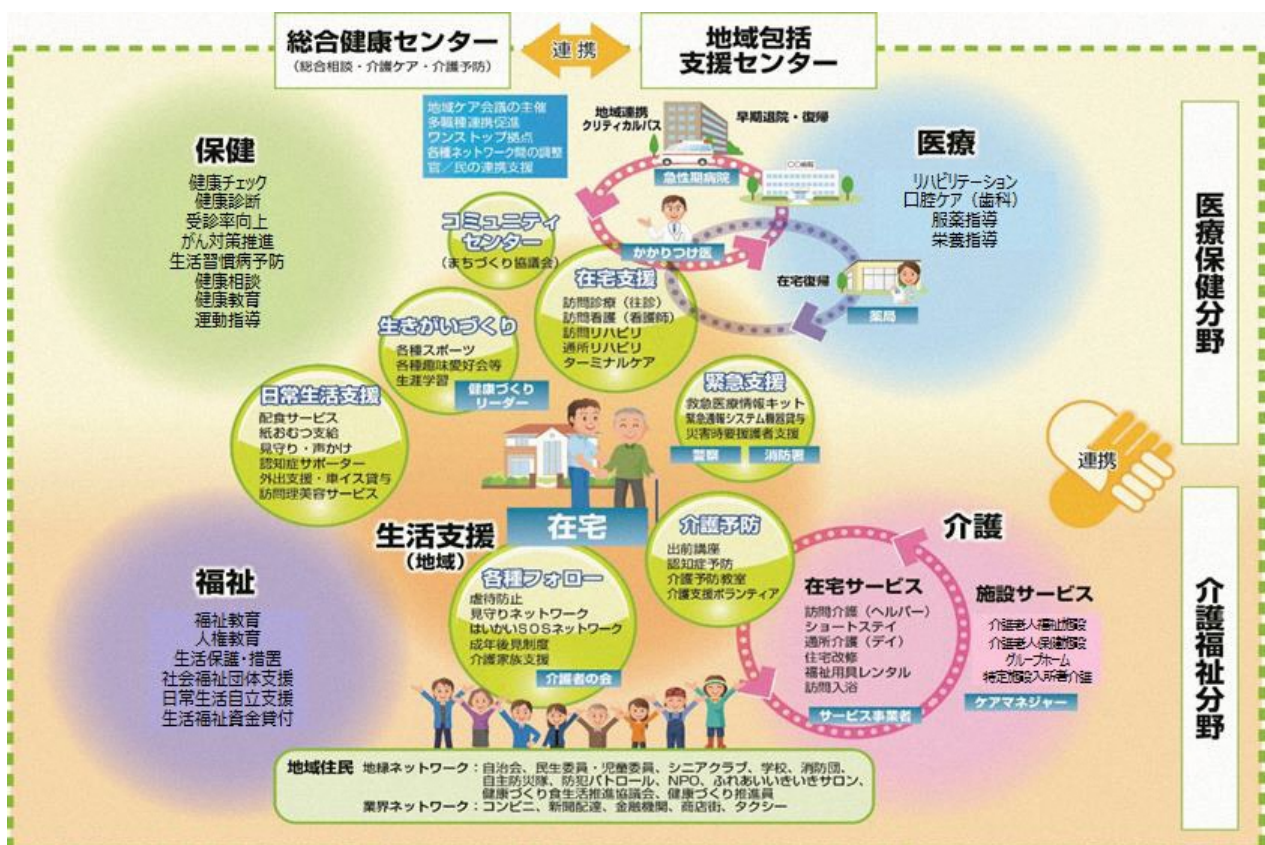 総合健康センター
（総合相談・介護ケア・介護予防）
連携
地域包括
支援センター
地域ケア会議の主催
多職種連携促進
ワンストップ拠点
各種ネットワーク間の調整
官／民の連携支援
地域連携
クリティカルパス
早期退院・復帰
〇〇病院
急性期病院
かかりつけ医
在宅復帰
薬局
保健
健康チェック
健康診断
受診率向上
がん対策推進
生活習慣病予防
健康相談
健康教育
運動指導
医療
リハビリテーション
口腔ケア（歯科）
服薬指導
栄養指導
医療保健分野
コミュニティ
センター
（まちづくり協議会）
在宅支援
訪問診療（往診）
訪問看護（看護師）
訪問リハビリ
通所リハビリ
ターミナルケア
生きがいづくり
各種スポーツ
各種趣味愛好会等
生涯学習
健康づくり
リーダー
日常生活支援
配食サービス
紙おむつ支給
見守り・声かけ
認知症サポーター
外出支援・車イス貸与
訪問理美容サービス
緊急支援
救急医療情報キット
緊急通報システム機器貸与
災害時要援護者支援
警察
消防署
連携
在宅
生活支援
（地域）
介護予防
出前講座
認知症予防
介護予防教室
介護支援ボランティア
各種フォロー
虐待防止
見守りネットワーク
はいかいSOSネットワーク
成年後見制度
介護家族支援
介護者の会
福祉
福祉教育
人権教育
生活保護・措置
社会福祉団体支援
日常生活自立支援
生活福祉資金貸付
介護
在宅サービス
訪問介護（ヘルパー）
ショートステイ
通所介護（デイ）
住宅改修
福祉用具レンタル
訪問入浴
サービス事業者
施設サービス
介護老人福祉施設
介護老人保健施設
グループホーム
特定施設入所者介護
ケアマネジャー
介護福祉分野
地域住民 地縁ネットワーク：自治会、民生委員・児童委員、シニアクラブ、学校、消防団、
自主防災隊、防犯パトロール、NPO、ふれあいいきいきサロン、
健康づくり食生活推進協議会、健康づくり推進員
業界ネットワーク：コンビニ、新聞配達、金融機関、商店街、タクシー